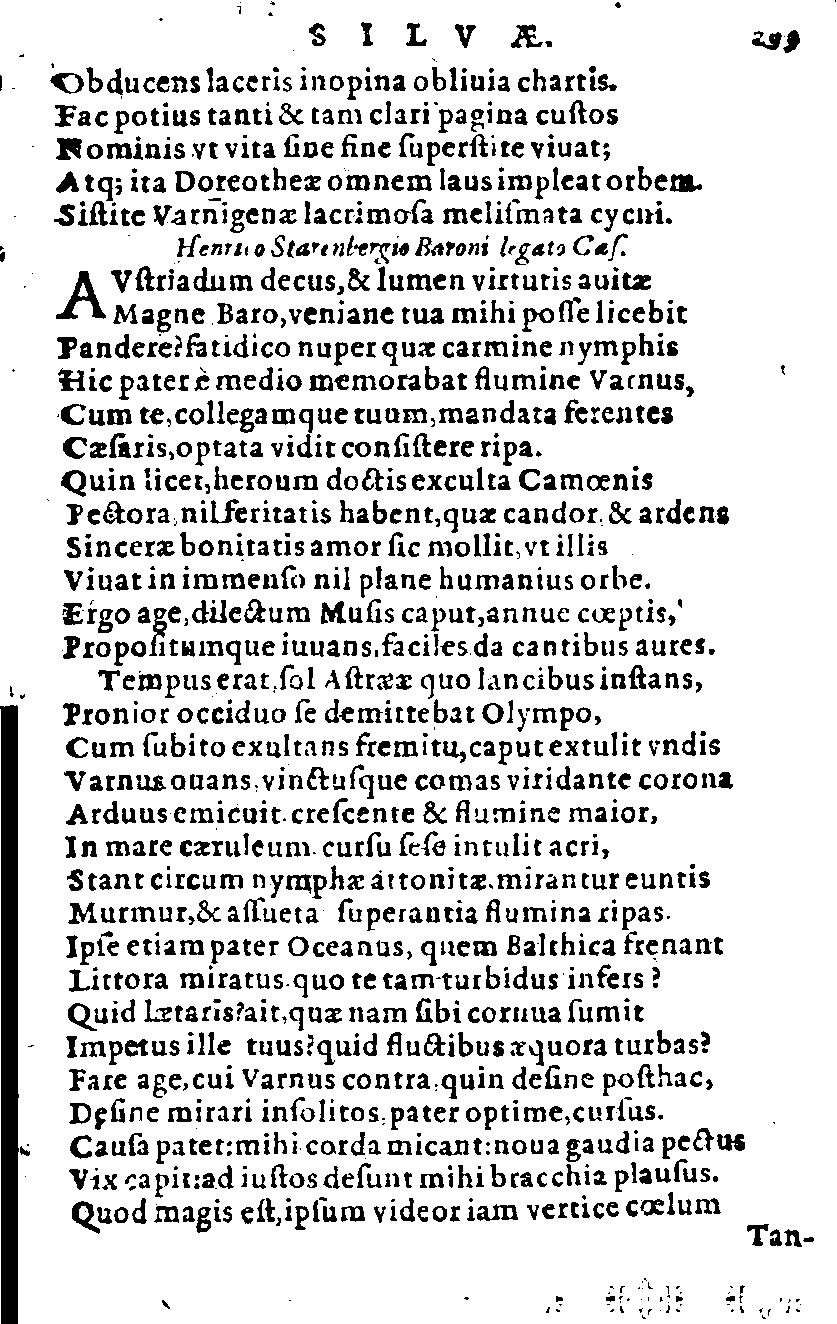 SILVÆ. 299
Obducens laceris inopina obliuia chartis.
Fac potius tanti & tam clari pagina cuſtos
Nominis vt vita ſine fine ſuperſtite viuat;
Atq; ita Doreotheæ omnem laus impleat orbem.
Siſtite Varnigenæ lacrimoſa meliſmata cycni.
Henrico Starenbergio Baroni legato Cæſ.
AVſtriadum decus, & lumen virtutis auitæ
Magne Baro, veniane tua mihi poſſe licebit
Pandere? fatidico nuper quæ carmine nymphis
Hic pater è medio memorabat flumine Varnus,
Cum te, collegamque tuum, mandata ferentes
Cæſaris, optata vidit conſiſtere ripa.
Quin licet, heroum doctis exculta Camœnis
Pectora, nil feritatis habent, quæ candor, & ardens
Sinceræ bonitatis amor ſic mollit, vt illis
Viuat in immenſo nil plane humanius orbe.
Ergo age, dilectum Muſis caput, annue cœptis,
Propoſitumque iuuans, faciles da cantibus aures.
Tempus erat, ſol Aſtrææ quo lancibus inſtans,
Pronior occiduo ſe demittebat Olympo,
Cum ſubito exultans fremitu, caput extulit vndis
Varnus ouans, vinctuſque comas viridante corona
Arduus emicuit. creſcente & flumine maior,
In mare cæruleum curſu ſeſe intulit acri,
Stant circum nymphæ attonitæ. mirantur euntis
Murmur, & aſſueta ſuperantia flumina ripas.
Ipſe etiam pater Oceanus, quem Balthica frenant
Littora miratus. quo te tam turbidus infers?
Quid lætaris? ait, quæ nam ſibi cornua ſumit
Impetus ille tuus? quid fluctibus æquora turbas?
Fare age, cui Varnus contra, quin deſine poſthac,
Deſine mirari inſolitos, pater optime, curſus.
Cauſa patet: mihi corda micant: noua gaudia pectus
Vix capit: ad iuſtos deſunt mihi bracchia plauſus.
Quod magis eſt, ipſum videor iam vertice cœlum
Tan-